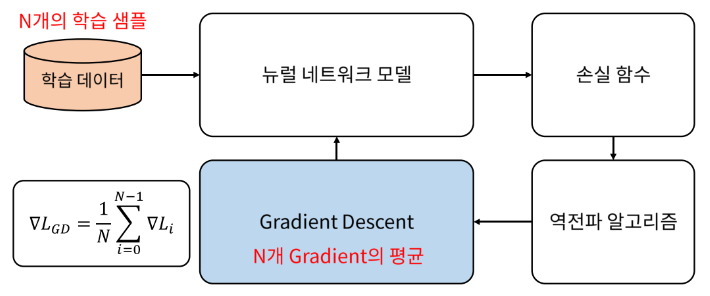 N개의 학습 샘플
학습 데이터
뉴럴 네트워크 모델
손실 함수
역전파 알고리즘
Gradient Descent
N개 Gradient의 평균
∇L_{GD} = \frac{1}{N} \sum_{i=0}^{N-1} ∇L_i